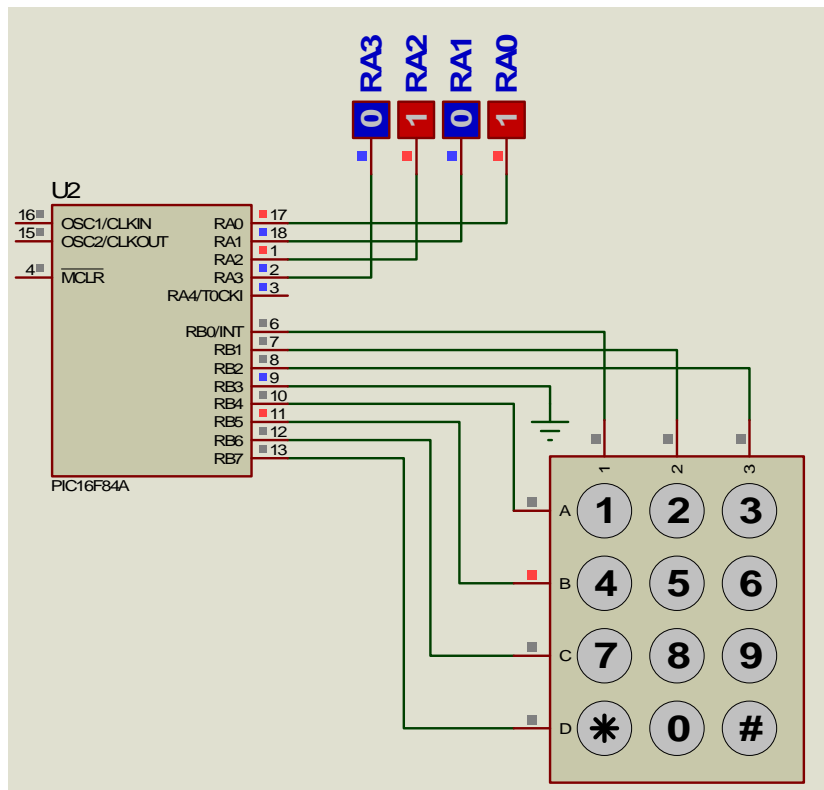 RA3 RA2 RA1 RA0
0 1 0 1
U2
16 OSC1/CLKIN RA0 17
15 OSC2/CLKOUT RA1 18
RA2 1
4 MCLR RA3 2
RA4/T0CKI 3
RB0/INT 6
RB1 7
RB2 8
RB3 9
RB4 10
RB5 11
RB6 12
RB7 13
PIC16F84A
1 2 3
A 1 2 3
B 4 5 6
C 7 8 9
D * 0 #